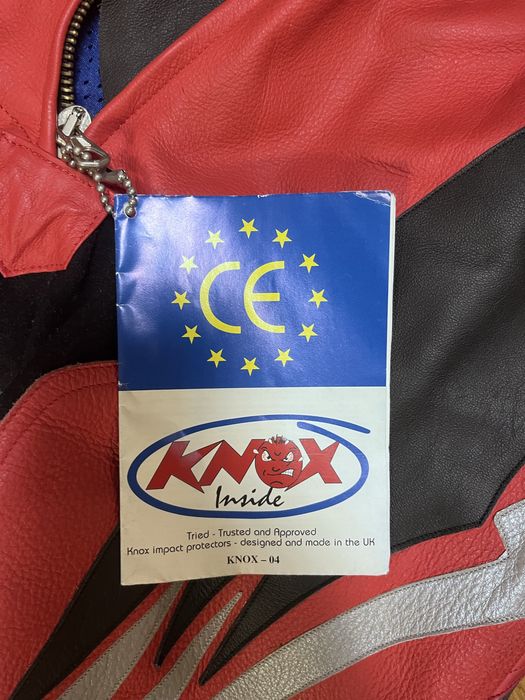 CE
KNOX
Inside
Tried - Trusted and Approved
Knox impact protectors - designed and made in the UK
KNOX – 04